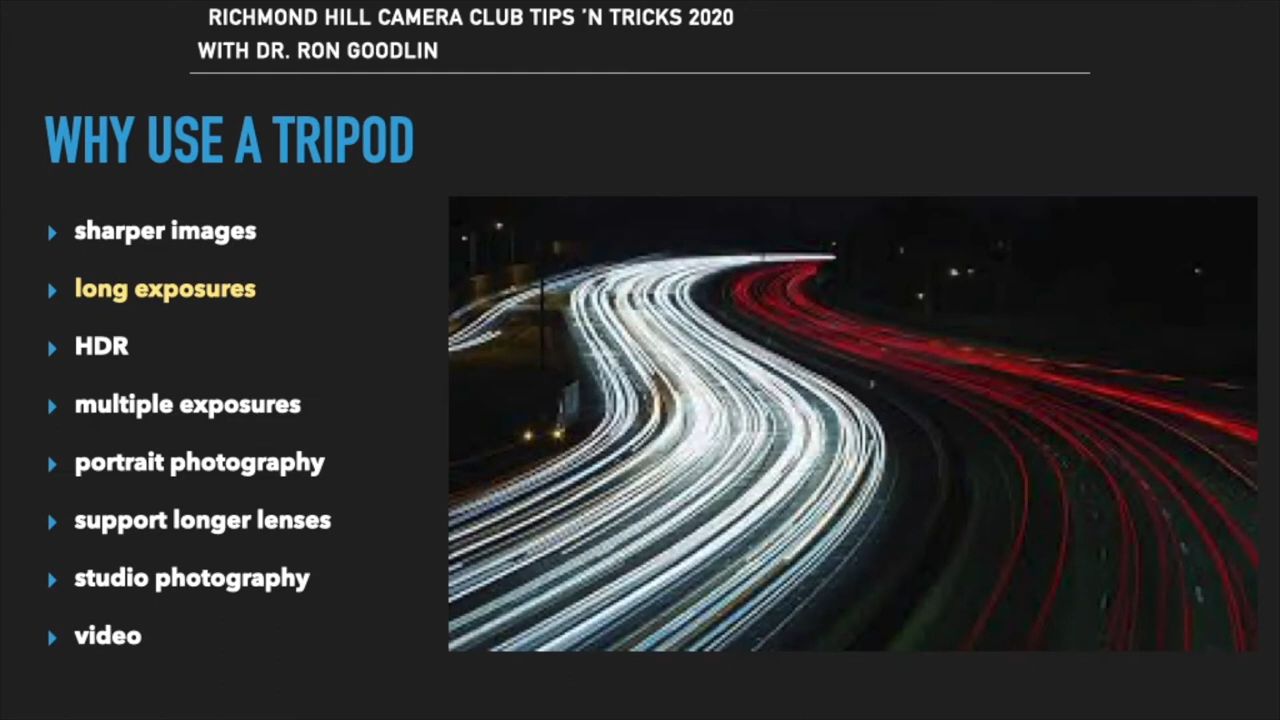 RICHMOND HILL CAMERA CLUB TIPS 'N TRICKS 2020
WITH DR. RON GOODLIN
WHY USE A TRIPOD
sharper images
long exposures
HDR
multiple exposures
portrait photography
support longer lenses
studio photography
video